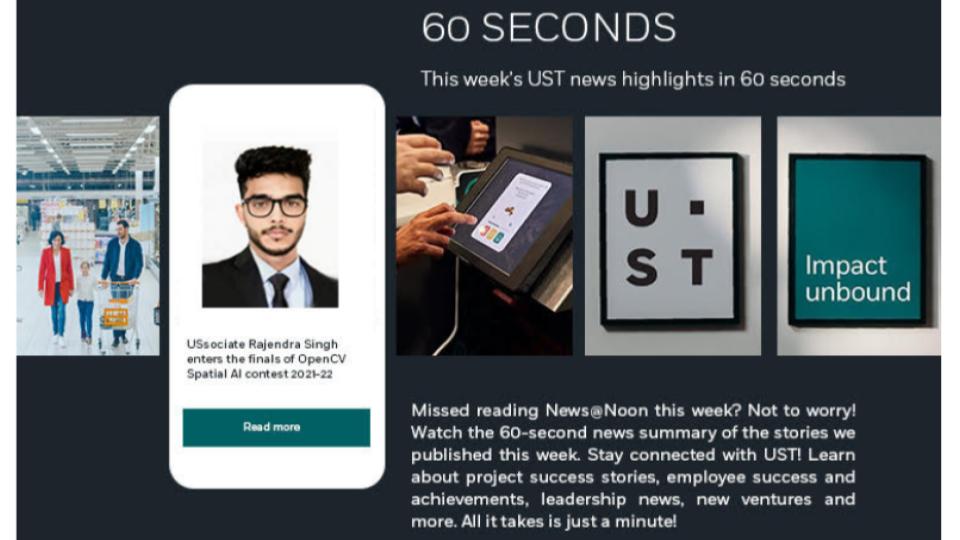 60 SECONDS
This week's UST news highlights in 60 seconds
USsociate Rajendra Singh
enters the finals of OpenCV
Spatial AI contest 2021-22
Read more
U ▪
S T
Impact
unbound
Missed reading News@Noon this week? Not to worry!
Watch the 60-second news summary of the stories we
published this week. Stay connected with UST! Learn
about project success stories, employee success and
achievements, leadership news, new ventures and
more. All it takes is just a minute!